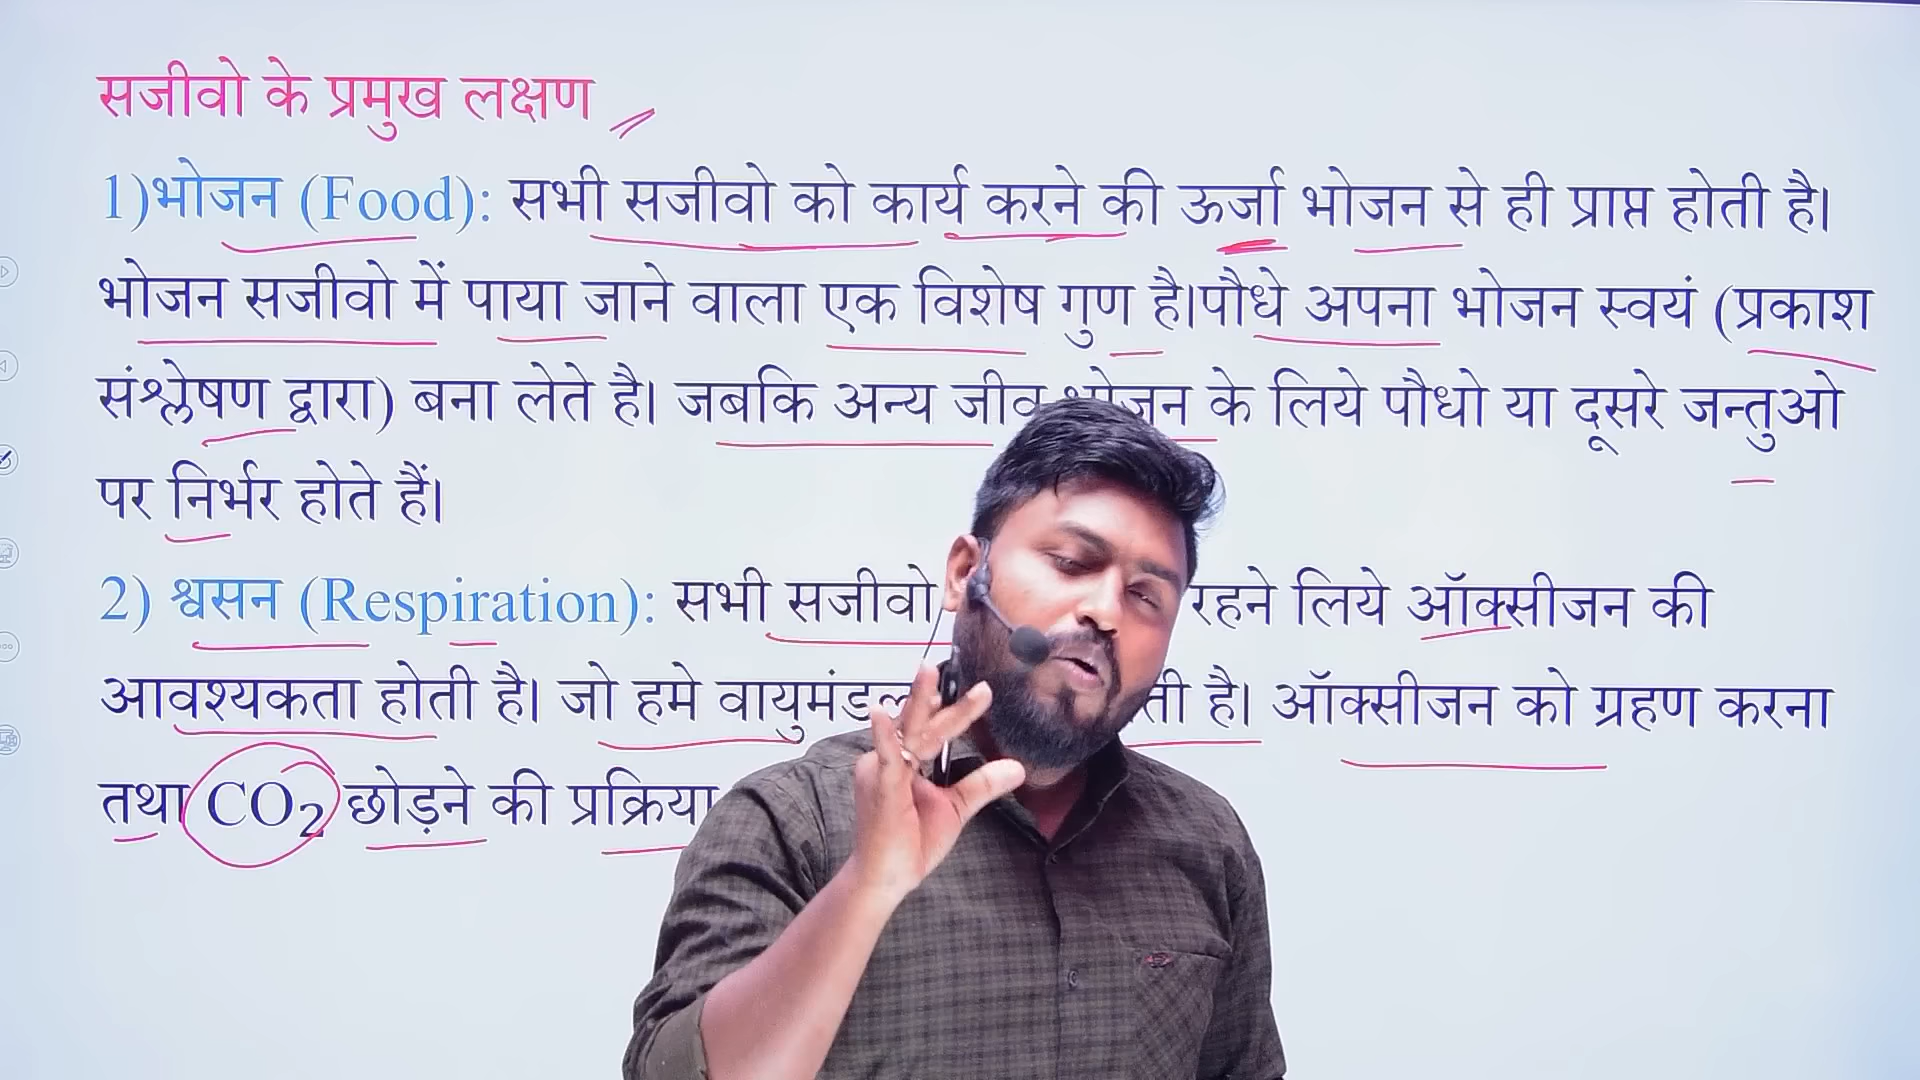 सजीवो के प्रमुख लक्षण
1)भोजन (Food): सभी सजीवो को कार्य करने की ऊर्जा भोजन से ही प्राप्त होती है।
भोजन सजीवो में पाया जाने वाला एक विशेष गुण है।पौधे अपना भोजन स्वयं (प्रकाश
संश्लेषण द्वारा) बना लेते है। जबकि अन्य जीव भोजन के लिये पौधो या दूसरे जन्तुओ
पर निर्भर होते हैं।
2) श्वसन (Respiration): सभी सजीवो रहने लिये ऑक्सीजन की
आवश्यकता होती है। जो हमे है। ऑक्सीजन को ग्रहण करना
तथा CO₂ छोड़ने की प्रक्रिया